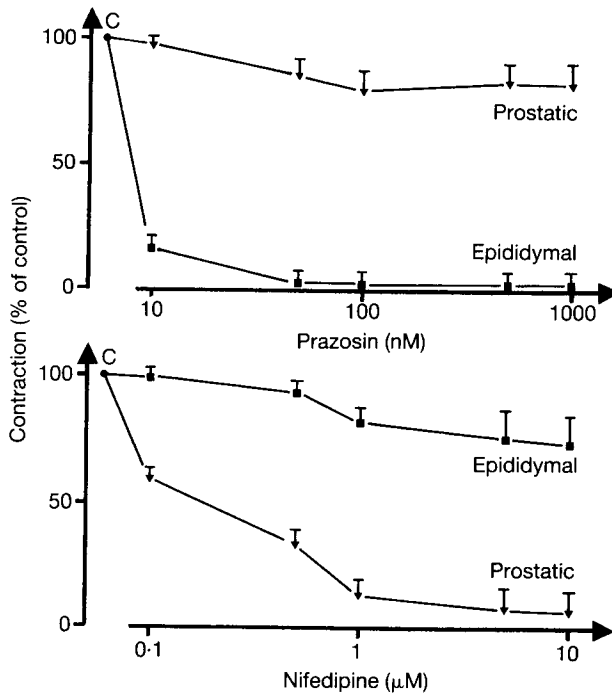 C
100
50
0
Prostatic
Epididymal
10 100 1000
Prazosin (nM)
Contraction (% of control)
C
100
50
0
Epididymal
Prostatic
0·1 1 10
Nifedipine (μM)